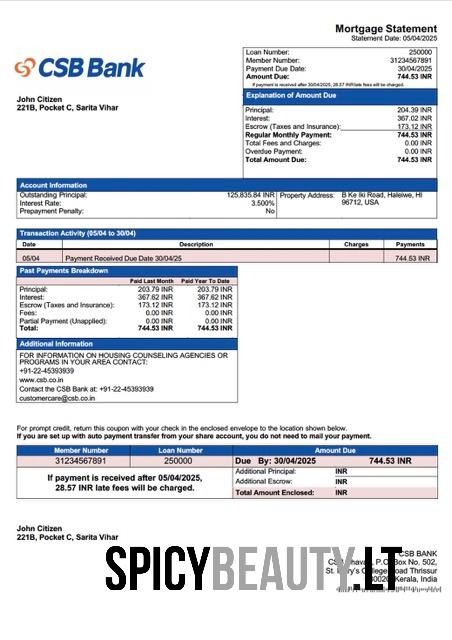 Mortgage Statement
Statement Date: 05/04/2025
CSB Bank
Loan Number: 250000
Member Number: 31234567891
Payment Due Date: 30/04/2025
Amount Due: 744.53 INR
If payment is received after 30/04/2025, 28.57 INR late fees will be charged.
John Citizen
221B, Pocket C, Sarita Vihar
Explanation of Amount Due
Principal: 204.39 INR
Interest: 367.02 INR
Escrow (Taxes and Insurance): 173.12 INR
Regular Monthly Payment: 744.53 INR
Total Fees and Charges: 0.00 INR
Overdue Payment: 0.00 INR
Total Amount Due: 744.53 INR
Account Information
Outstanding Principal: 125,835.84 INR Property Address: B Ke Iki Road, Haleiwe, HI
Interest Rate: 3.500% 96712, USA
Prepayment Penalty: No
Transaction Activity (05/04 to 30/04)
Date Description Charges Payments
05/04 Payment Received Due Date 30/04/25 744.53 INR
Past Payments Breakdown
Paid Last Month Paid Year To Date
Principal: 203.79 INR 203.79 INR
Interest: 367.62 INR 367.62 INR
Escrow (Taxes and Insurance): 173.12 INR 173.12 INR
Fees: 0.00 INR 0.00 INR
Partial Payment (Unapplied): 0.00 INR 0.00 INR
Total: 744.53 INR 744.53 INR
Additional Information
FOR INFORMATION ON HOUSING COUNSELING AGENCIES OR
PROGRAMS IN YOUR AREA CONTACT:
+91-22-45393939
www.csb.co.in
Contact the CSB Bank at: +91-22-45393939
customercare@csb.co.in
For prompt credit, return this coupon with your check in the enclosed envelope to the location shown below.
If you are set up with auto payment transfer from your share account, you do not need to mail your payment.
Member Number Loan Number Amount Due
31234567891 250000 Due By: 30/04/2025 744.53 INR
If payment is received after 05/04/2025,
28.57 INR late fees will be charged.
Additional Principal: INR
Additional Escrow: INR
Total Amount Enclosed: INR
John Citizen
221B, Pocket C, Sarita Vihar
CSB BANK
Box No. 502,
St. Road Thrissur
Kerala, India
SPICYBEAUTY.LT